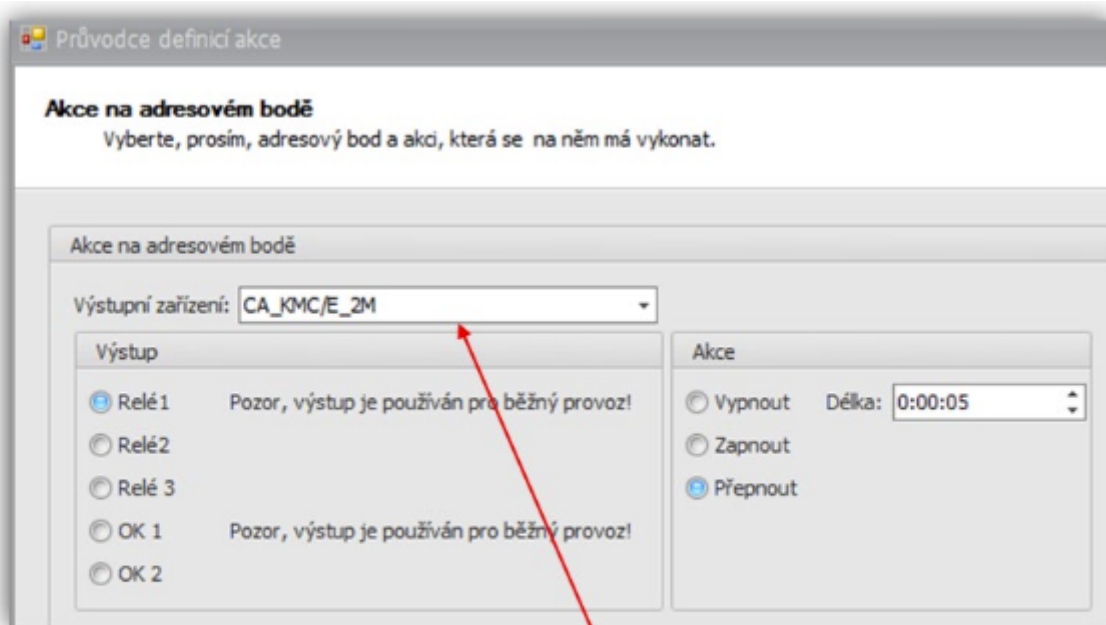 Průvodce definicí akce
Akce na adresovém bodě
Vyberte, prosím, adresový bod a akci, která se na něm má vykonat.
Akce na adresovém bodě
Výstupní zařízení: CA_KMC/E_2M
Výstup
Relé1 Pozor, výstup je používán pro běžný provoz!
Relé2
Relé 3
OK 1 Pozor, výstup je používán pro běžný provoz!
OK 2
Akce
Vypnout Délka: 0:00:05
Zapnout
Přepnout